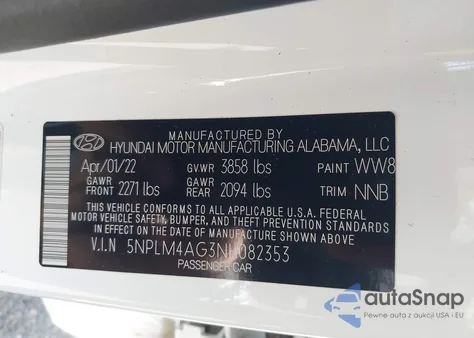 MANUFACTURED BY
HYUNDAI MOTOR MANUFACTURING ALABAMA, LLC
Apr/01/22 GVWR 3858 lbs PAINT WW8
GAWR FRONT 2271 lbs GAWR REAR 2094 lbs TRIM NNB
THIS VEHICLE CONFORMS TO ALL APPLICABLE U.S.A. FEDERAL
MOTOR VEHICLE SAFETY, BUMPER, AND THEFT PREVENTION STANDARDS
IN EFFECT ON THE DATE OF MANUFACTURE SHOWN ABOVE.
V.I.N 5NPLM4AG3NH082353
PASSENGER CAR
autoSnap
Pewne auta z aukcji USA i EU